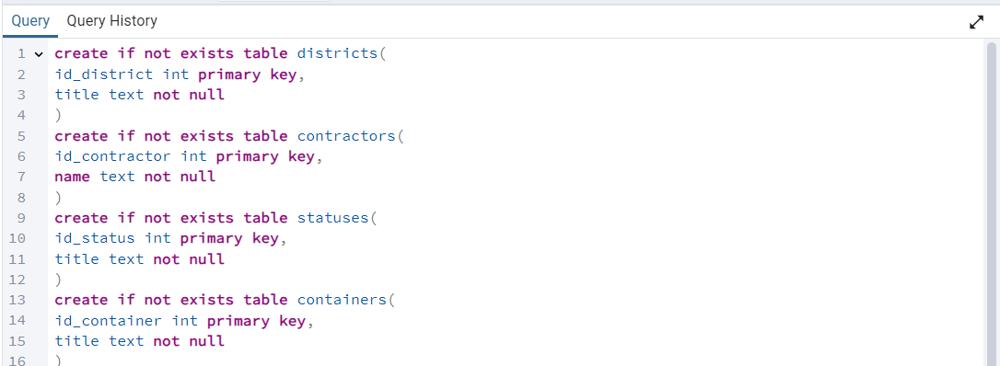 Query Query History
1 create if not exists table districts(
2 id_district int primary key,
3 title text not null
4 )
5 create if not exists table contractors(
6 id_contractor int primary key,
7 name text not null
8 )
9 create if not exists table statuses(
10 id_status int primary key,
11 title text not null
12 )
13 create if not exists table containers(
14 id_container int primary key,
15 title text not null
16 )